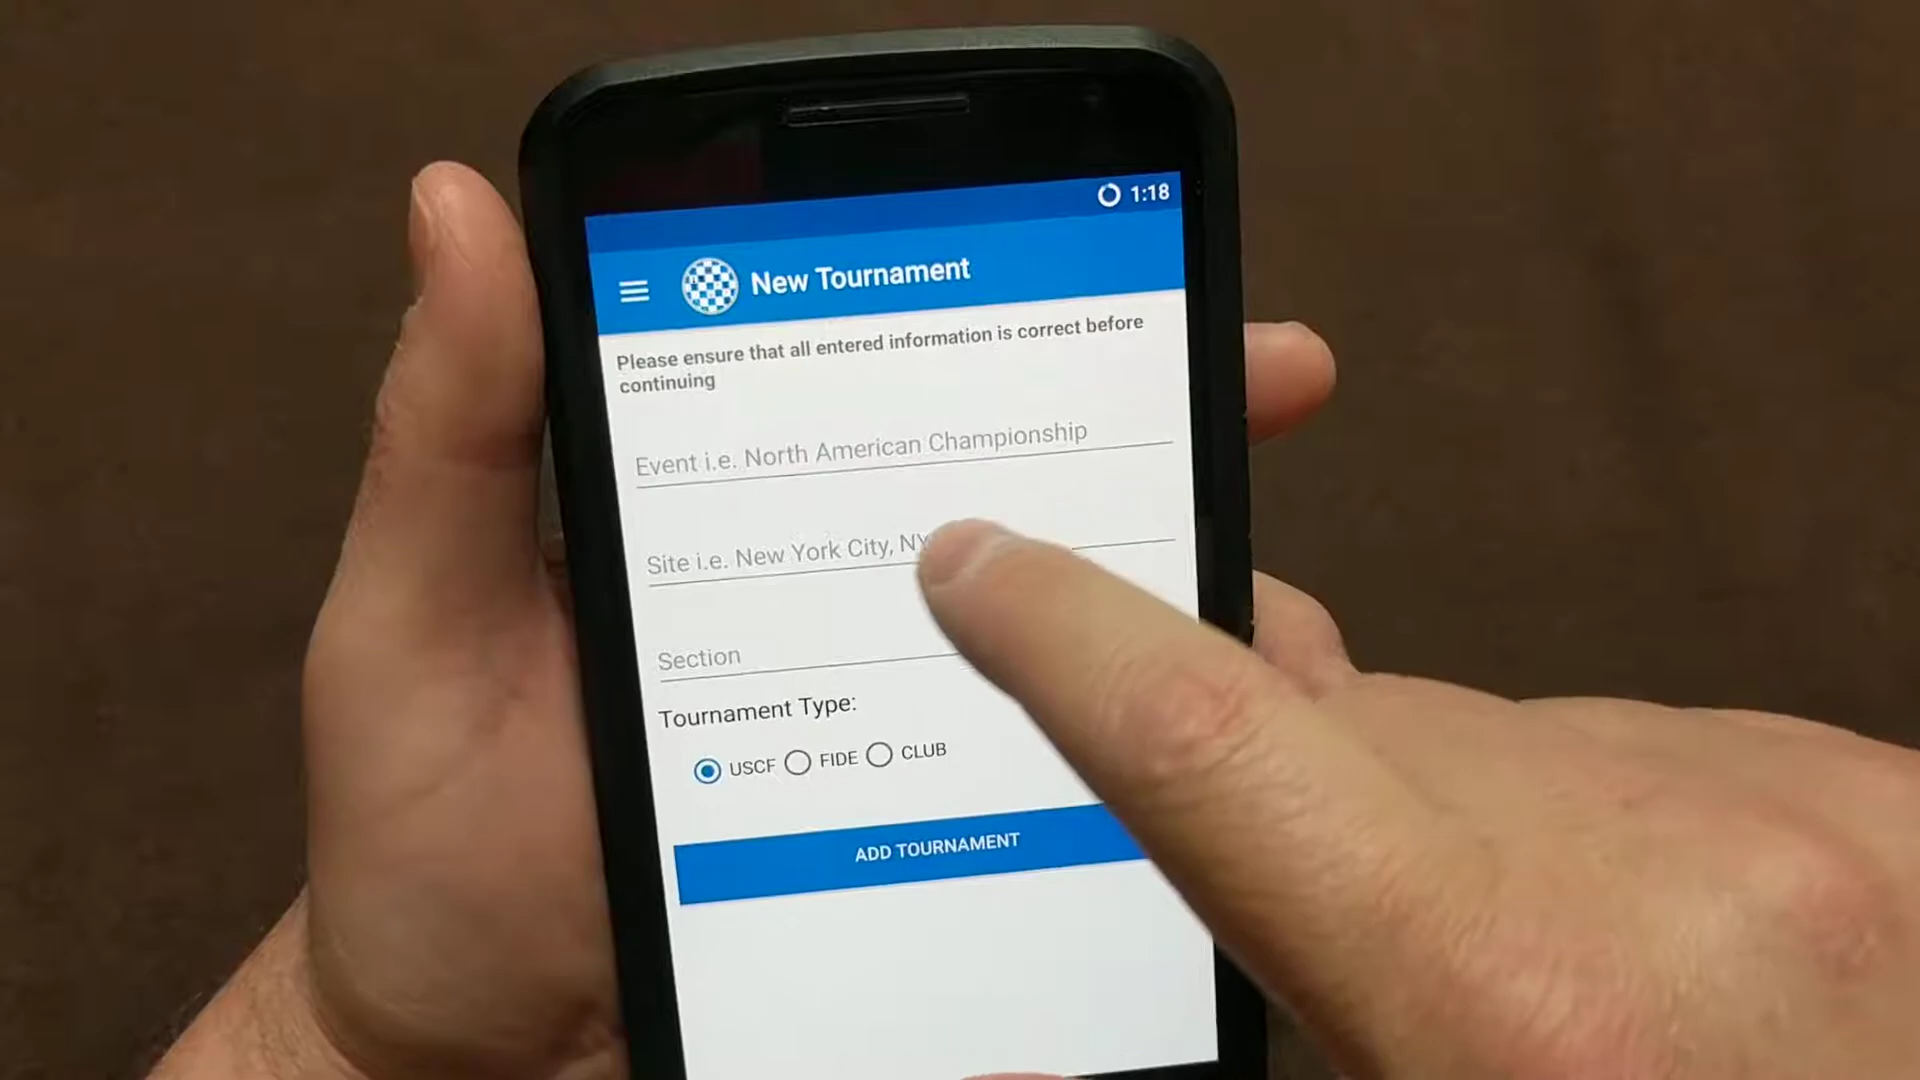 1:18
New Tournament
Please ensure that all entered information is correct before
continuing
Event i.e. North American Championship
Site i.e. New York City, NY
Section
Tournament Type:
USCF FIDE CLUB
ADD TOURNAMENT